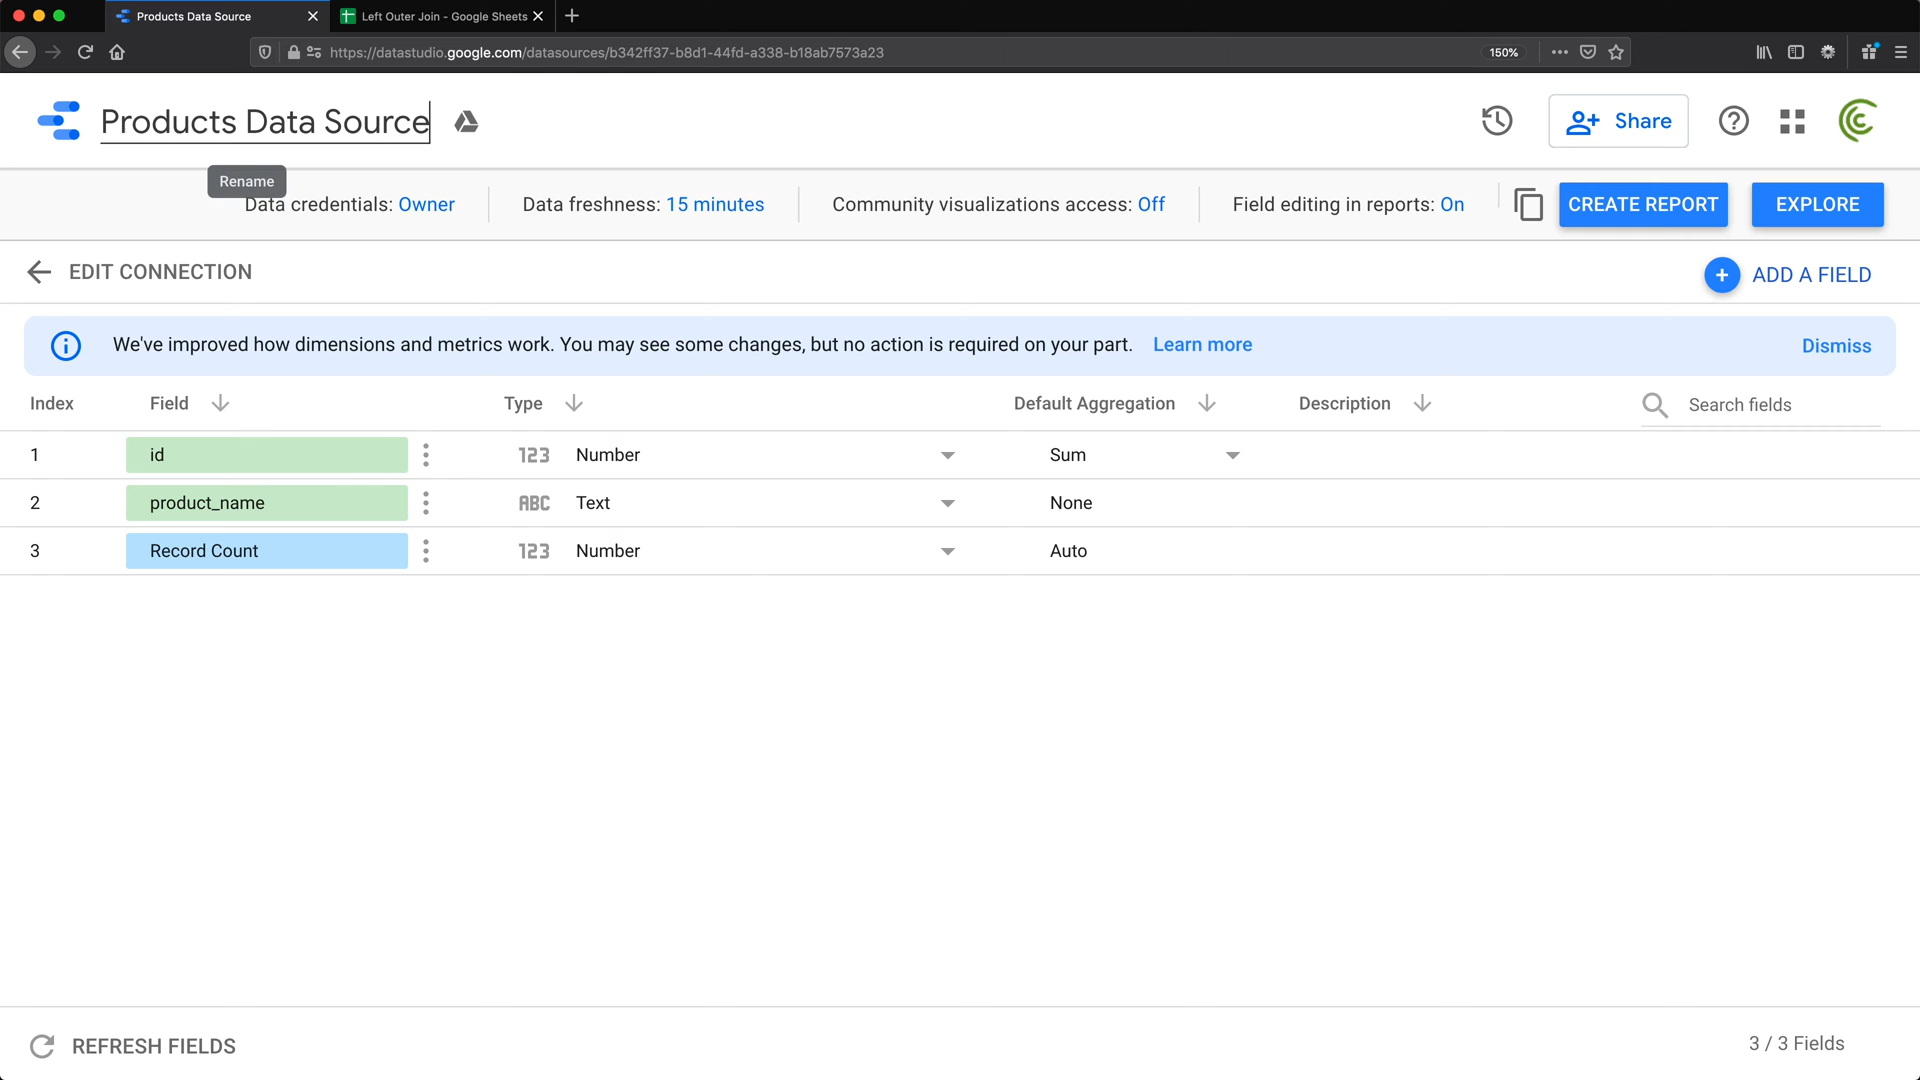 Products Data Source
Left Outer Join - Google Sheets
https://datastudio.google.com/datasources/b342ff37-b8d1-44fd-a338-b18ab7573a23
150%
Products Data Source
Share
Rename
Data credentials: Owner
Data freshness: 15 minutes
Community visualizations access: Off
Field editing in reports: On
CREATE REPORT
EXPLORE
EDIT CONNECTION
ADD A FIELD
We've improved how dimensions and metrics work. You may see some changes, but no action is required on your part. Learn more
Dismiss
Index Field Type Default Aggregation Description Search fields
1 id 123 Number Sum
2 product_name ABC Text None
3 Record Count 123 Number Auto
REFRESH FIELDS
3 / 3 Fields